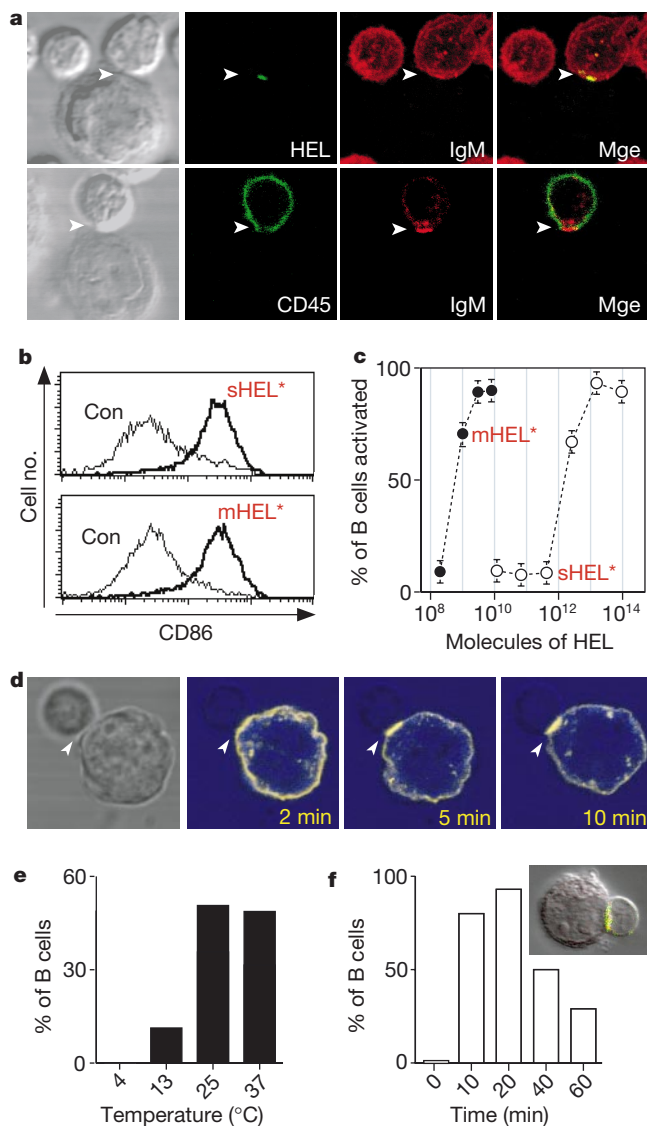 a
HEL
IgM
Mge
CD45
IgM
Mge
b
Cell no.
Con
sHEL*
Con
mHEL*
CD86
c
% of B cells activated
100
50
0
mHEL*
sHEL*
10^8
10^10
10^12
10^14
Molecules of HEL
d
2 min
5 min
10 min
e
% of B cells
60
30
0
4
13
25
37
Temperature (°C)
f
% of B cells
100
50
0
0
10
20
40
60
Time (min)